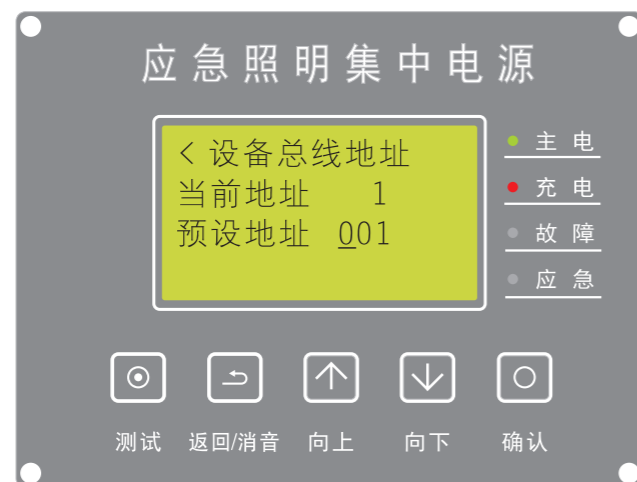 应急照明集中电源
< 设备总线地址
当前地址 1
预设地址 001
主电
充电
故障
应急
测试 返回/消音 向上 向下 确认